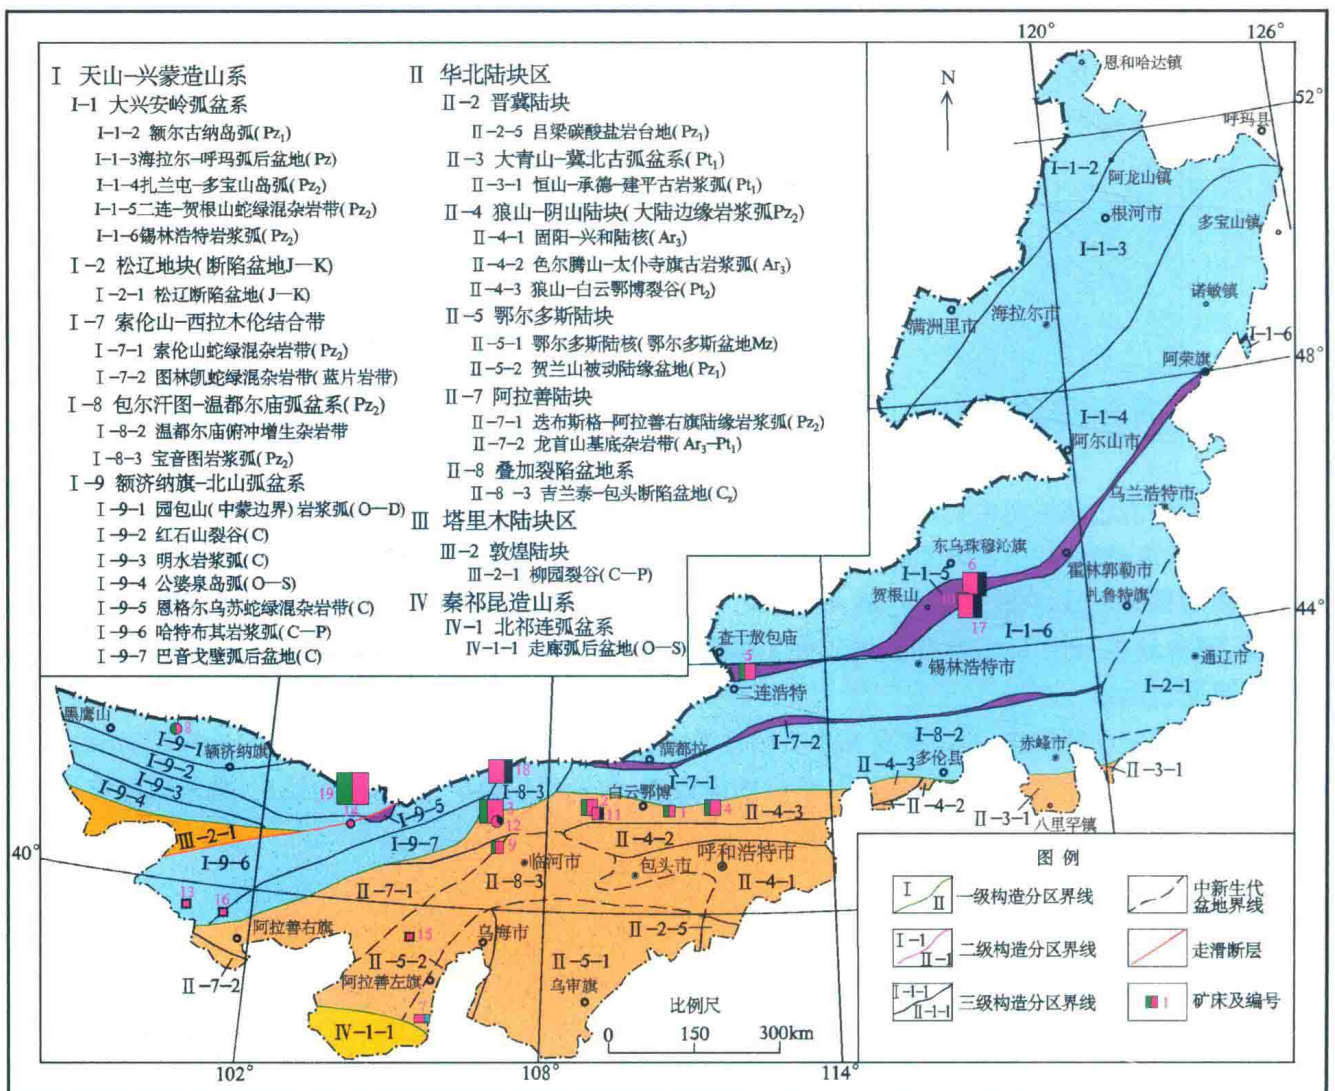 120°
126°
52°
48°
44°
40°
102°
108°
114°
N
Ⅰ 天山-兴蒙造山系
Ⅰ-1 大兴安岭弧盆系
Ⅰ-1-2 额尔古纳岛弧(Pz₁)
Ⅰ-1-3海拉尔-呼玛弧后盆地(Pz)
Ⅰ-1-4扎兰屯-多宝山岛弧(Pz₂)
Ⅰ-1-5二连-贺根山蛇绿混杂岩带(Pz₂)
Ⅰ-1-6锡林浩特岩浆弧(Pz₂)
Ⅰ-2 松辽地块(断陷盆地J—K)
Ⅰ-2-1 松辽断陷盆地(J—K)
Ⅰ-7 索伦山-西拉木伦结合带
Ⅰ-7-1 索伦山蛇绿混杂岩带(Pz₂)
Ⅰ-7-2 图林凯蛇绿混杂岩带(蓝片岩带)
Ⅰ-8 包尔汗图-温都尔庙弧盆系(Pz₂)
Ⅰ-8-2 温都尔庙俯冲增生杂岩带
Ⅰ-8-3 宝音图岩浆弧(Pz₂)
Ⅰ-9 额济纳旗-北山弧盆系
Ⅰ-9-1 园包山(中蒙边界)岩浆弧(O—D)
Ⅰ-9-2 红石山裂谷(C)
Ⅰ-9-3 明水岩浆弧(C)
Ⅰ-9-4 公婆泉岛弧(O—S)
Ⅰ-9-5 恩格尔乌苏蛇绿混杂岩带(C)
Ⅰ-9-6 哈特布其岩浆弧(C—P)
Ⅰ-9-7 巴音戈壁弧后盆地(C)
Ⅱ 华北陆块区
Ⅱ-2 晋冀陆块
Ⅱ-2-5 吕梁碳酸盐岩台地(Pz₁)
Ⅱ-3 大青山-冀北古弧盆系(Pt₁)
Ⅱ-3-1 恒山-承德-建平古岩浆弧(Pt₁)
Ⅱ-4 狼山-阴山陆块(大陆边缘岩浆弧Pz₂)
Ⅱ-4-1 固阳-兴和陆核(Ar₃)
Ⅱ-4-2 色尔腾山-太仆寺旗古岩浆弧(Ar₃)
Ⅱ-4-3 狼山-白云鄂博裂谷(Pt₂)
Ⅱ-5 鄂尔多斯陆块
Ⅱ-5-1 鄂尔多斯陆核(鄂尔多斯盆地Mz)
Ⅱ-5-2 贺兰山被动陆缘盆地(Pz₁)
Ⅱ-7 阿拉善陆块
Ⅱ-7-1 迭布斯格-阿拉善右旗陆缘岩浆弧(Pz₂)
Ⅱ-7-2 龙首山基底杂岩带(Ar₃-Pt₁)
Ⅱ-8 叠加裂陷盆地系
Ⅱ-8 -3 吉兰泰-包头断陷盆地(C_z)
Ⅲ 塔里木陆块区
Ⅲ-2 敦煌陆块
Ⅲ-2-1 柳园裂谷(C—P)
Ⅳ 秦祁昆造山系
Ⅳ-1 北祁连弧盆系
Ⅳ-1-1 走廊弧后盆地(O—S)
恩和哈达镇
呼玛县
Ⅰ-1-2
阿龙山镇
根河市
多宝山镇
Ⅰ-1-3
诺敏镇
满洲里市
海拉尔市
Ⅰ-1-6
阿荣旗
Ⅰ-1-4
阿尔山市
乌兰浩特市
东乌珠穆沁旗
6
霍林郭勒市
Ⅰ-1-5
贺根山
10
17
扎鲁特旗
Ⅰ-1-6
查干敖包庙
5
二连浩特
锡林浩特市
通辽市
Ⅰ-2-1
黑鹰山
8
Ⅰ-9-1
额济纳旗
Ⅰ-9-2
Ⅰ-9-3
Ⅰ-9-4
19
14
18
Ⅰ-8-3
满都拉
Ⅰ-7-1
Ⅰ-7-2
Ⅰ-8-2
多伦县
赤峰市
Ⅱ-4-3
Ⅱ-4-2
Ⅱ-3-1
Ⅱ-3-1
八里罕镇
Ⅲ-2-1
Ⅰ-9-5
3
12
2
11
白云鄂博
1
4
Ⅱ-4-3
Ⅰ-9-6
Ⅰ-9-7
9
Ⅱ-4-2
临河市
包头市
呼和浩特市
Ⅱ-7-1
Ⅱ-8-3
Ⅱ-4-1
13
16
阿拉善右旗
15
乌海市
Ⅱ-2-5
Ⅱ-7-2
Ⅱ-5-2
阿拉善左旗
Ⅱ-5-1
乌审旗
7
Ⅳ-1-1
比例尺
0 150 300km
图 例
Ⅰ
Ⅱ
一级构造分区界线
中新生代
盆地界线
Ⅰ-1
Ⅱ-1
二级构造分区界线
走滑断层
Ⅰ-1-1
Ⅱ-1-1
三级构造分区界线
1
矿床及编号